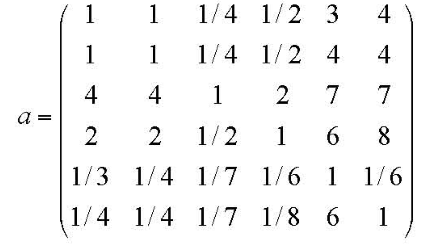 1 1 1/4 1/2 3 4
1 1 1/4 1/2 4 4
4 4 1 2 7 7
a = 2 2 1/2 1 6 8
1/3 1/4 1/7 1/6 1 1/6
1/4 1/4 1/7 1/8 6 1